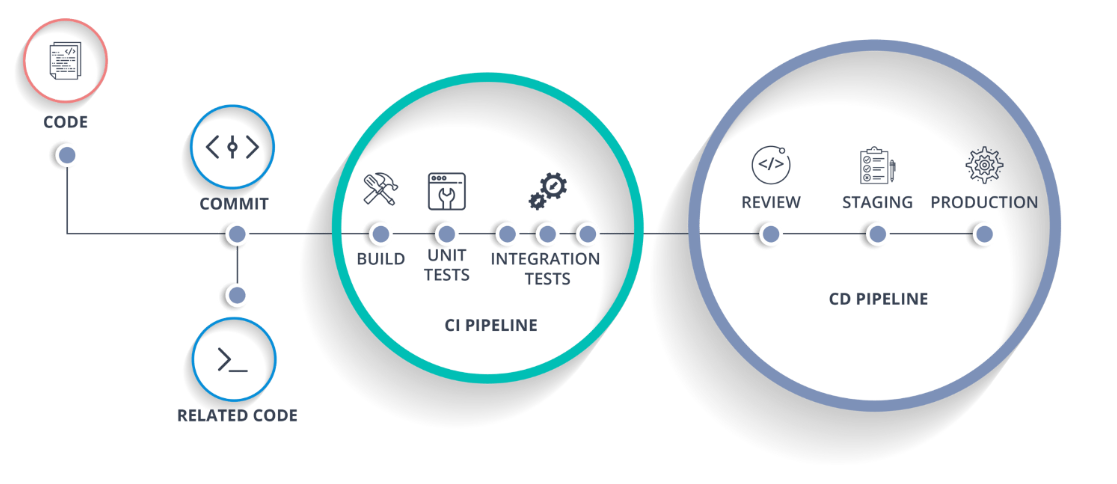 CODE
COMMIT
RELATED CODE
BUILD
UNIT
TESTS
INTEGRATION
TESTS
CI PIPELINE
REVIEW
STAGING
PRODUCTION
CD PIPELINE